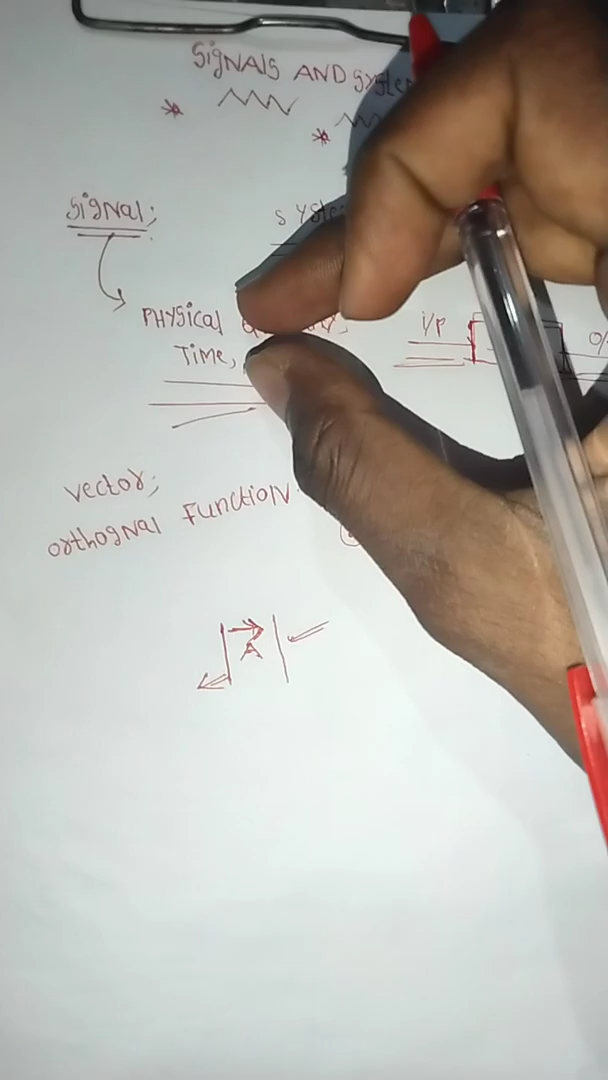 SIGNALS AND
SIGNAL;
PHYSICAL
TIME,
i/P
vector;
orthognal FUNCTION.
A